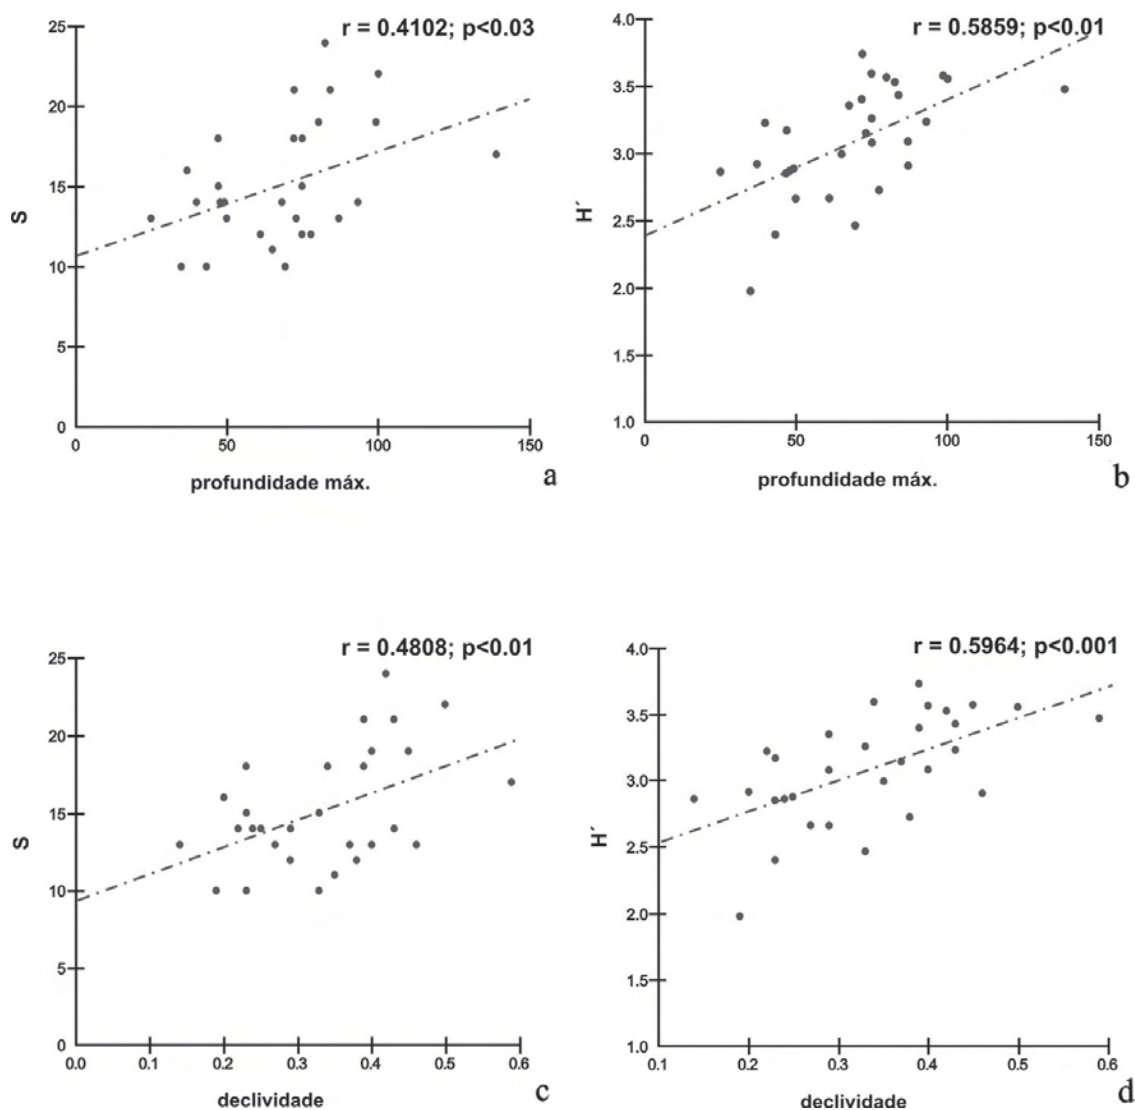 r = 0.4102; p<0.03
25
20
15
10
5
0
S
0
50
100
150
profundidade máx.
a
r = 0.5859; p<0.01
4.0
3.5
3.0
2.5
2.0
1.5
1.0
H´
0
50
100
150
profundidade máx.
b
r = 0.4808; p<0.01
25
20
15
10
5
0
S
0.0
0.1
0.2
0.3
0.4
0.5
0.6
declividade
c
r = 0.5964; p<0.001
4.0
3.5
3.0
2.5
2.0
1.5
1.0
H´
0.1
0.2
0.3
0.4
0.5
0.6
declividade
d